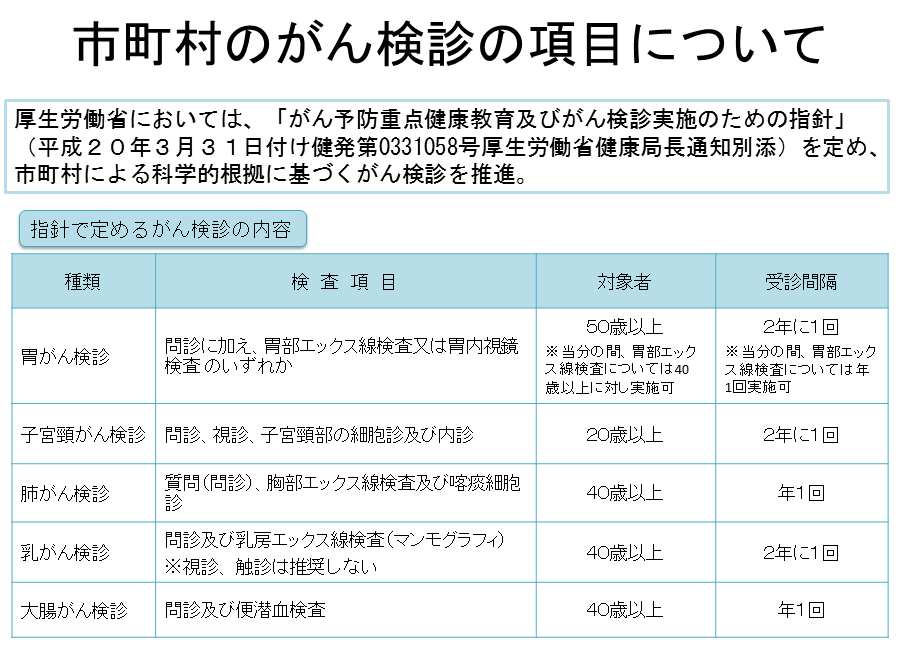 市町村のがん検診の項目について
厚生労働省においては、「がん予防重点健康教育及びがん検診実施のための指針」
（平成２０年３月３１日付け健発第0331058号厚生労働省健康局長通知別添）を定め、
市町村による科学的根拠に基づくがん検診を推進。
指針で定めるがん検診の内容
種類
検 査 項 目
対象者
受診間隔
胃がん検診
問診に加え、胃部エックス線検査又は胃内視鏡
検査のいずれか
50歳以上
※当分の間、胃部エック
ス線検査については40
歳以上に対し実施可
2年に1回
※当分の間、胃部エック
ス線検査については年
1回実施可
子宮頸がん検診
問診、視診、子宮頸部の細胞診及び内診
20歳以上
2年に1回
肺がん検診
質問（問診）、胸部エックス線検査及び喀痰細胞
診
40歳以上
年1回
乳がん検診
問診及び乳房エックス線検査（マンモグラフィ）
※視診、触診は推奨しない
40歳以上
2年に1回
大腸がん検診
問診及び便潜血検査
40歳以上
年1回